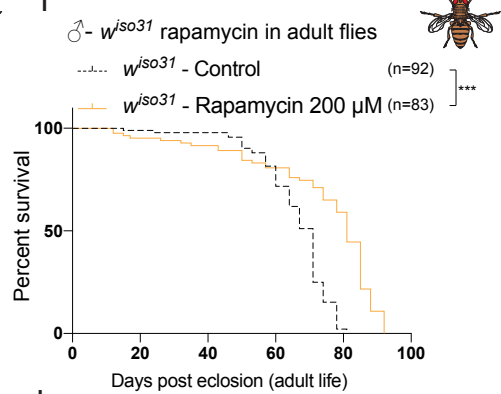 ♂- w^iso31 rapamycin in adult flies
w^iso31 - Control (n=92)
***
w^iso31 - Rapamycin 200 µM (n=83)
100
50
0
Percent survival
0 20 40 60 80 100
Days post eclosion (adult life)